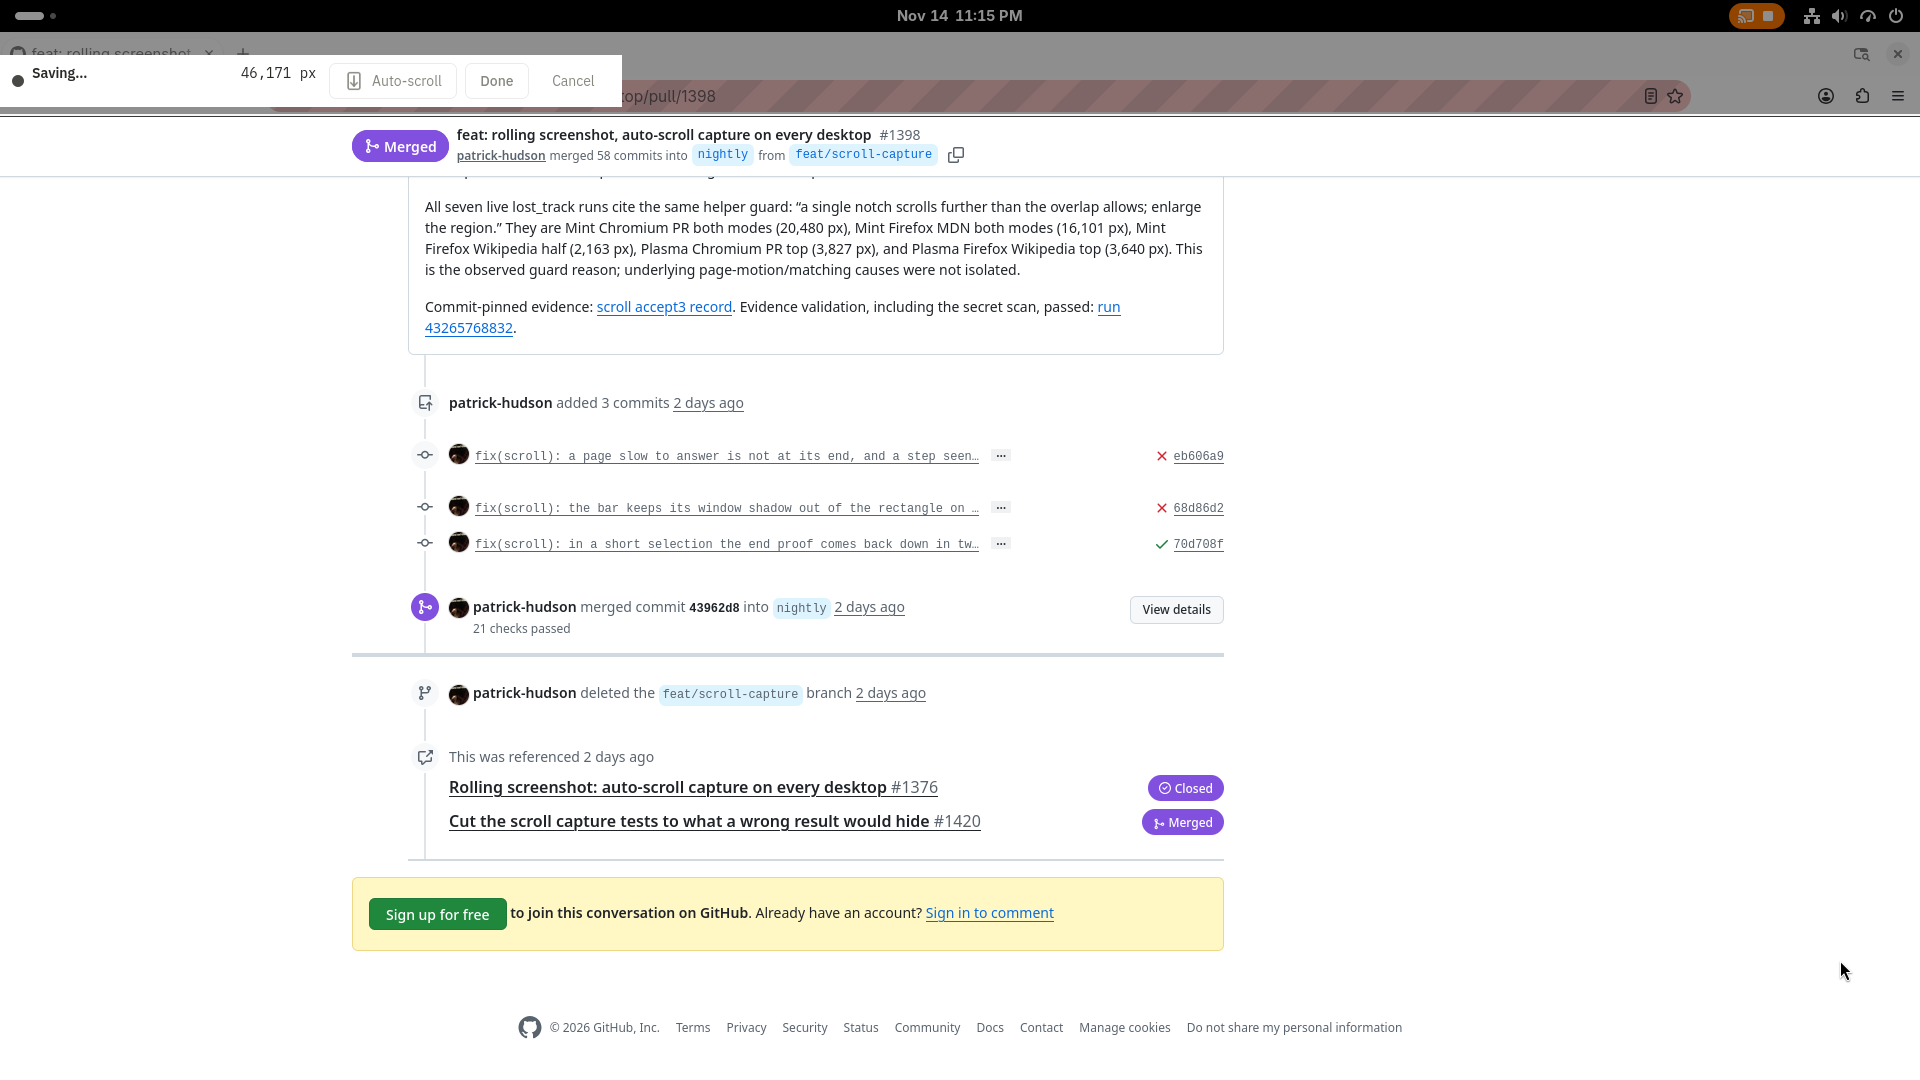 Nov 14 11:15 PM
feat: rolling screenshot
Saving...
46,171 px
Auto-scroll
Done
Cancel
op/pull/1398
Merged
feat: rolling screenshot, auto-scroll capture on every desktop #1398
patrick-hudson merged 58 commits into nightly from feat/scroll-capture
All seven live lost_track runs cite the same helper guard: “a single notch scrolls further than the overlap allows; enlarge
the region.” They are Mint Chromium PR both modes (20,480 px), Mint Firefox MDN both modes (16,101 px), Mint
Firefox Wikipedia half (2,163 px), Plasma Chromium PR top (3,827 px), and Plasma Firefox Wikipedia top (3,640 px). This
is the observed guard reason; underlying page-motion/matching causes were not isolated.
Commit-pinned evidence: scroll accept3 record. Evidence validation, including the secret scan, passed: run
43265768832.
patrick-hudson added 3 commits 2 days ago
fix(scroll): a page slow to answer is not at its end, and a step seen… ... eb606a9
fix(scroll): the bar keeps its window shadow out of the rectangle on … ... 68d86d2
fix(scroll): in a short selection the end proof comes back down in tw… ... 70d708f
patrick-hudson merged commit 43962d8 into nightly 2 days ago
View details
21 checks passed
patrick-hudson deleted the feat/scroll-capture branch 2 days ago
This was referenced 2 days ago
Rolling screenshot: auto-scroll capture on every desktop #1376
Closed
Cut the scroll capture tests to what a wrong result would hide #1420
Merged
Sign up for free to join this conversation on GitHub. Already have an account? Sign in to comment
© 2026 GitHub, Inc. Terms Privacy Security Status Community Docs Contact Manage cookies Do not share my personal information